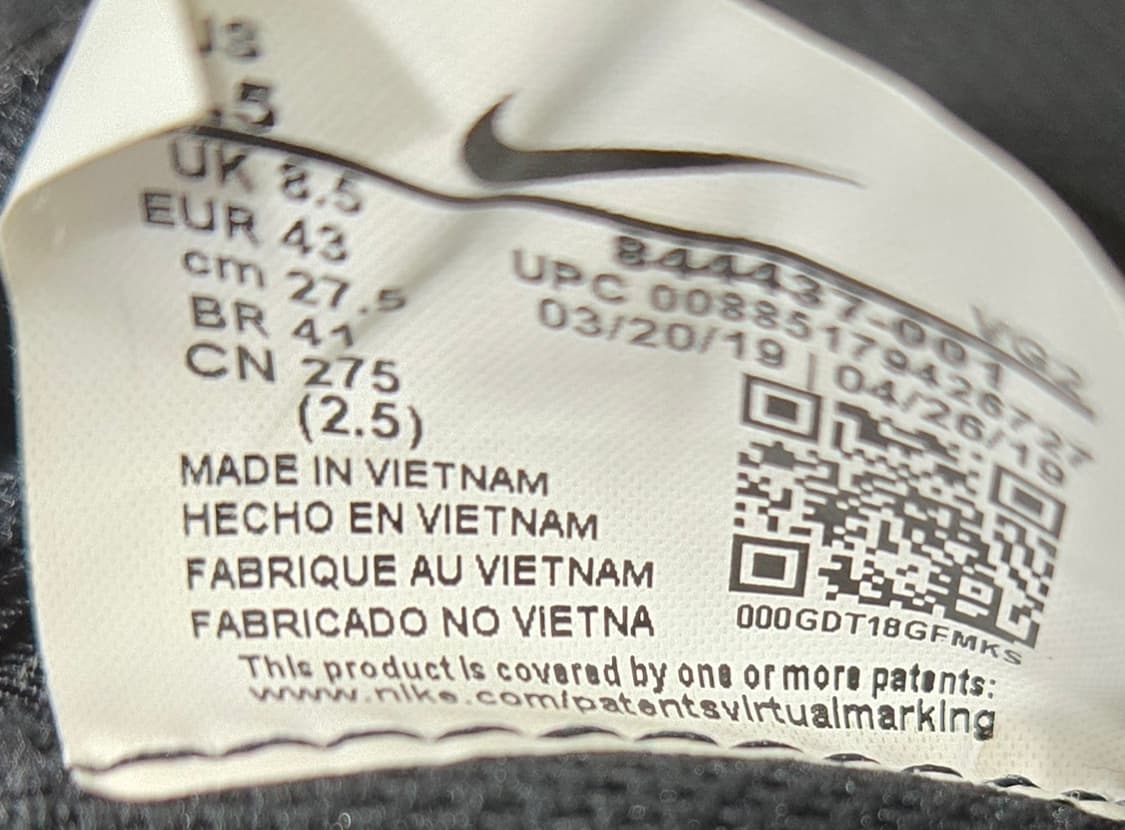 .5
UK 8.5
EUR 43
cm 27.5
BR 41
CN 275
(2.5)
844437-001
UPC 00885179426727
03/20/19 | 04/26/19
000GDT18GFMKS
MADE IN VIETNAM
HECHO EN VIETNAM
FABRIQUE AU VIETNAM
FABRICADO NO VIETNA
This product is covered by one or more patents:
www.nike.com/patentsvirtualmarking